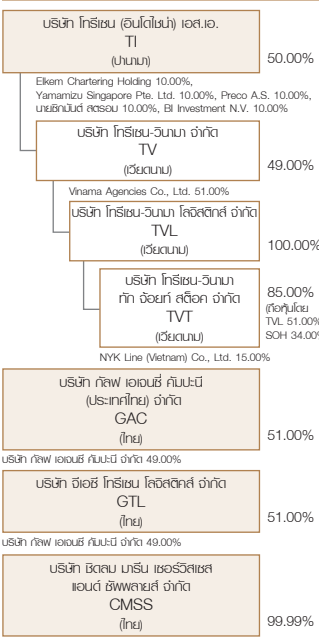 บริษัท โทรีเซน (อินโดไชน่า) เอส.เอ.
TI
(ปานามา)
50.00%
Elkem Chartering Holding 10.00%,
Yamamizu Singapore Pte. Ltd. 10.00%, Preco A.S. 10.00%,
นายซิกมันต์ สตรอม 10.00%, BI Investment N.V. 10.00%
บริษัท โทรีเซน-วินามา จำกัด
TV
(เวียดนาม)
49.00%
Vinama Agencies Co., Ltd. 51.00%
บริษัท โทรีเซน-วินามา โลจิสติกส์ จำกัด
TVL
(เวียดนาม)
100.00%
บริษัท โทรีเซน-วินามา
ทัก จ้อยท์ สต็อค จำกัด
TVT
(เวียดนาม)
85.00%
(ถือหุ้นโดย
TVL 51.00%
SOH 34.00%
NYK Line (Vietnam) Co., Ltd. 15.00%
บริษัท กัลฟ เอเจนซี่ คัมปะนี
(ประเทศไทย) จำกัด
GAC
(ไทย)
51.00%
บริษัท กัลฟ เอเจนซี่ คัมปะนี จำกัด 49.00%
บริษัท จีเอซี โทรีเซน โลจิสติคส์ จำกัด
GTL
(ไทย)
51.00%
บริษัท กัลฟ เอเจนซี่ คัมปะนี จำกัด 49.00%
บริษัท ชิดลม มารีน เซอร์วิสเซส
แอนด์ ซัพพลายส์ จำกัด
CMSS
(ไทย)
99.99%